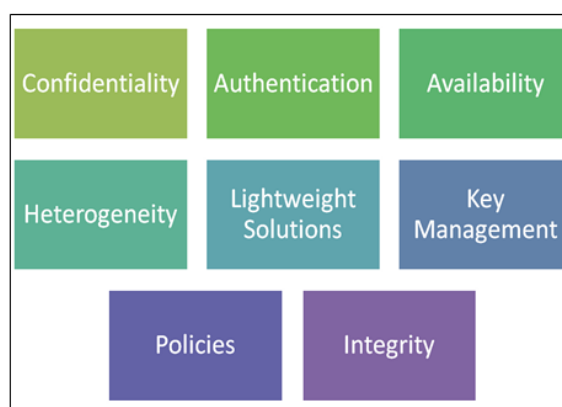 Confidentiality
Authentication
Availability
Heterogeneity
Lightweight
Solutions
Key
Management
Policies
Integrity